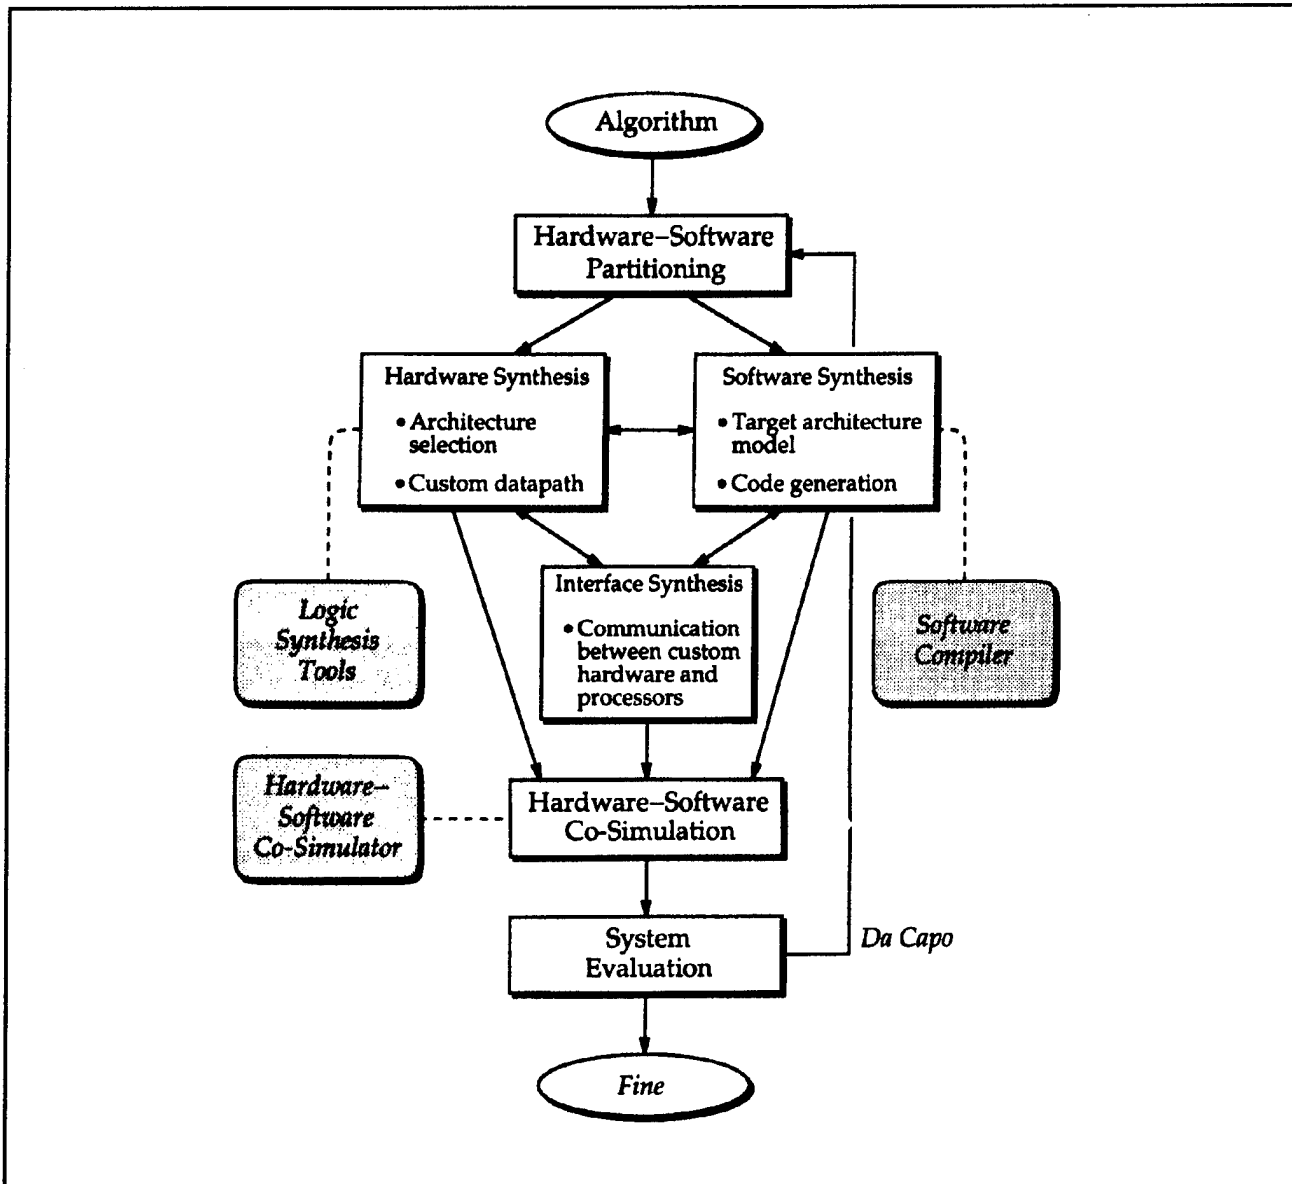 Algorithm
Hardware–Software
Partitioning
Hardware Synthesis
• Architecture
selection
• Custom datapath
Software Synthesis
• Target architecture
model
• Code generation
Logic
Synthesis
Tools
Interface Synthesis
• Communication
between custom
hardware and
processors
Software
Compiler
Hardware–
Software
Co-Simulator
Hardware–Software
Co-Simulation
System
Evaluation
Da Capo
Fine